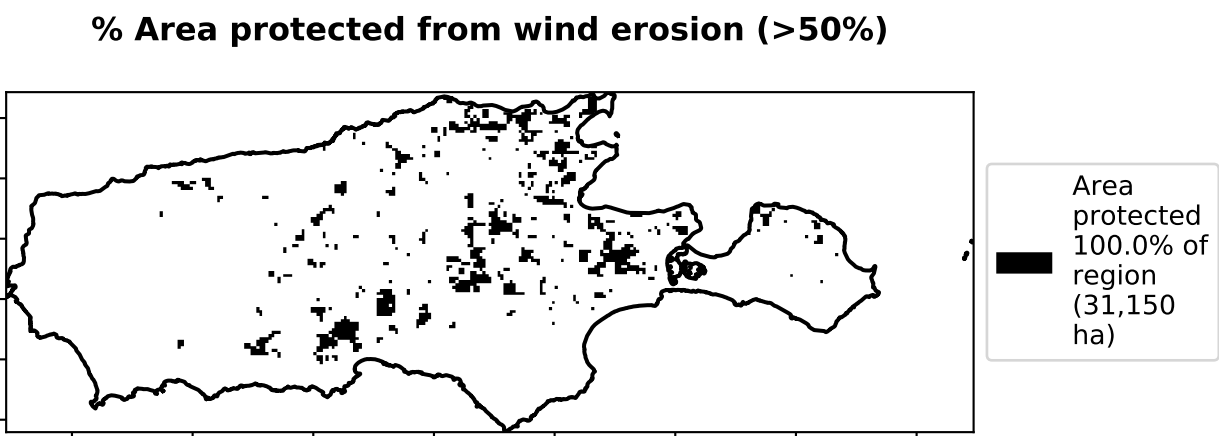 % Area protected from wind erosion (>50%)
Area
protected
100.0% of
region
(31,150
ha)